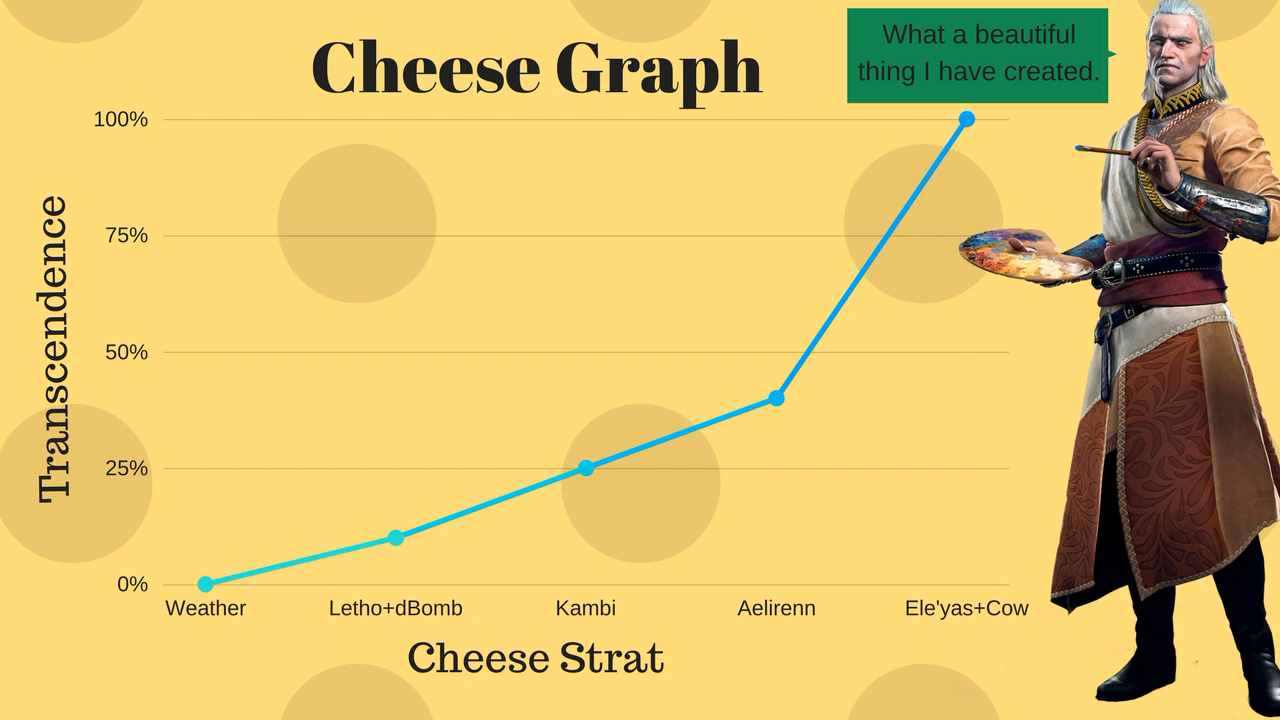 Cheese Graph
What a beautiful
thing I have created.
Transcendence
100%
75%
50%
25%
0%
Weather
Letho+dBomb
Kambi
Aelirenn
Ele'yas+Cow
Cheese Strat